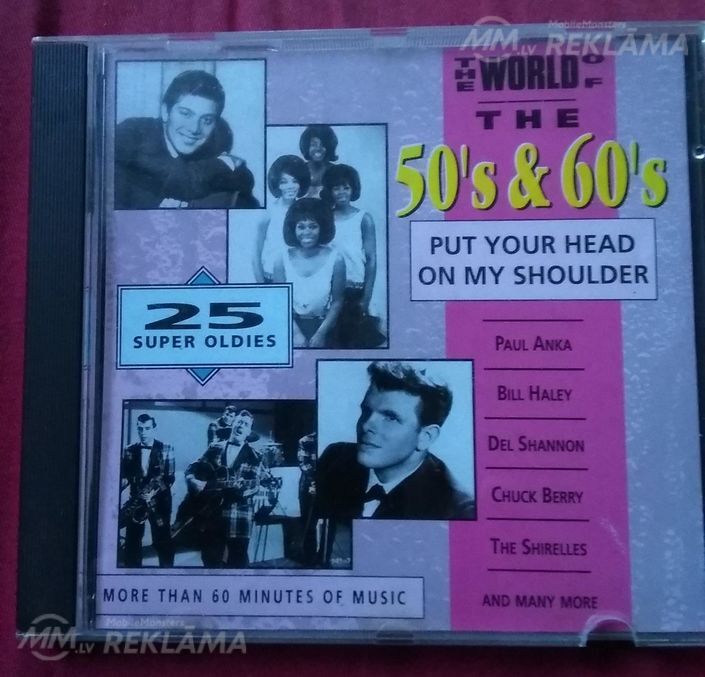 MobileMonsters
MM.LV REKLĀMA
THE WORLD OF
THE
50's & 60's
PUT YOUR HEAD
ON MY SHOULDER
25
SUPER OLDIES
PAUL ANKA
BILL HALEY
DEL SHANNON
CHUCK BERRY
THE SHIRELLES
AND MANY MORE
MORE THAN 60 MINUTES OF MUSIC
MobileMonsters
MM.LV REKLĀMA